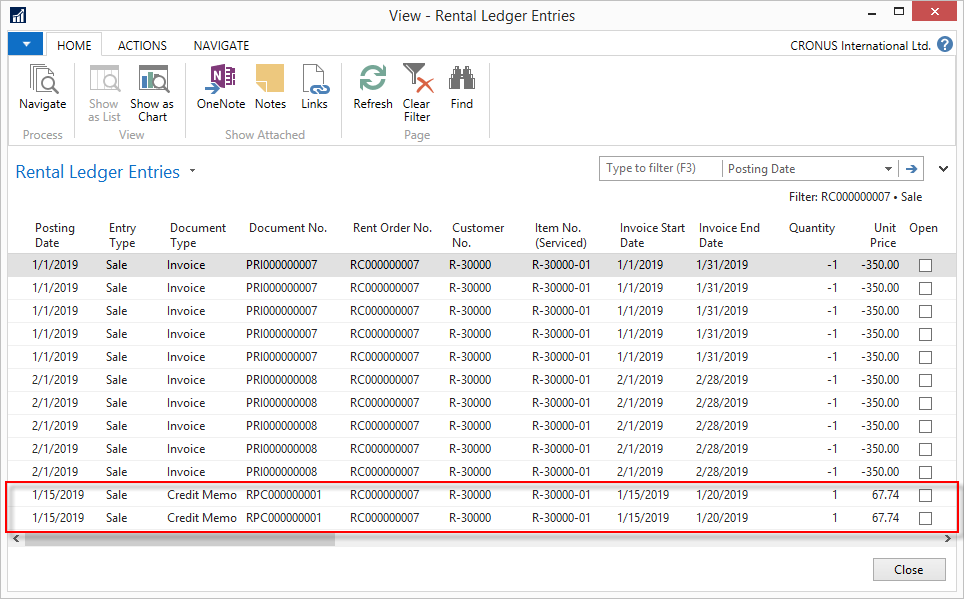 View - Rental Ledger Entries
HOME ACTIONS NAVIGATE CRONUS International Ltd. ?
Navigate Show as List Show as Chart OneNote Notes Links Refresh Clear Filter Find
Process View Show Attached Page
Rental Ledger Entries Type to filter (F3) Posting Date
Filter: RC000000007 • Sale
Posting Date Entry Type Document Type Document No. Rent Order No. Customer No. Item No. (Serviced) Invoice Start Date Invoice End Date Quantity Unit Price Open
1/1/2019 Sale Invoice PRI000000007 RC000000007 R-30000 R-30000-01 1/1/2019 1/31/2019 -1 -350.00
1/1/2019 Sale Invoice PRI000000007 RC000000007 R-30000 R-30000-01 1/1/2019 1/31/2019 -1 -350.00
1/1/2019 Sale Invoice PRI000000007 RC000000007 R-30000 R-30000-01 1/1/2019 1/31/2019 -1 -350.00
1/1/2019 Sale Invoice PRI000000007 RC000000007 R-30000 R-30000-01 1/1/2019 1/31/2019 -1 -350.00
1/1/2019 Sale Invoice PRI000000007 RC000000007 R-30000 R-30000-01 1/1/2019 1/31/2019 -1 -350.00
2/1/2019 Sale Invoice PRI000000008 RC000000007 R-30000 R-30000-01 2/1/2019 2/28/2019 -1 -350.00
2/1/2019 Sale Invoice PRI000000008 RC000000007 R-30000 R-30000-01 2/1/2019 2/28/2019 -1 -350.00
2/1/2019 Sale Invoice PRI000000008 RC000000007 R-30000 R-30000-01 2/1/2019 2/28/2019 -1 -350.00
2/1/2019 Sale Invoice PRI000000008 RC000000007 R-30000 R-30000-01 2/1/2019 2/28/2019 -1 -350.00
2/1/2019 Sale Invoice PRI000000008 RC000000007 R-30000 R-30000-01 2/1/2019 2/28/2019 -1 -350.00
1/15/2019 Sale Credit Memo RPC000000001 RC000000007 R-30000 R-30000-01 1/15/2019 1/20/2019 1 67.74
1/15/2019 Sale Credit Memo RPC000000001 RC000000007 R-30000 R-30000-01 1/15/2019 1/20/2019 1 67.74
Close